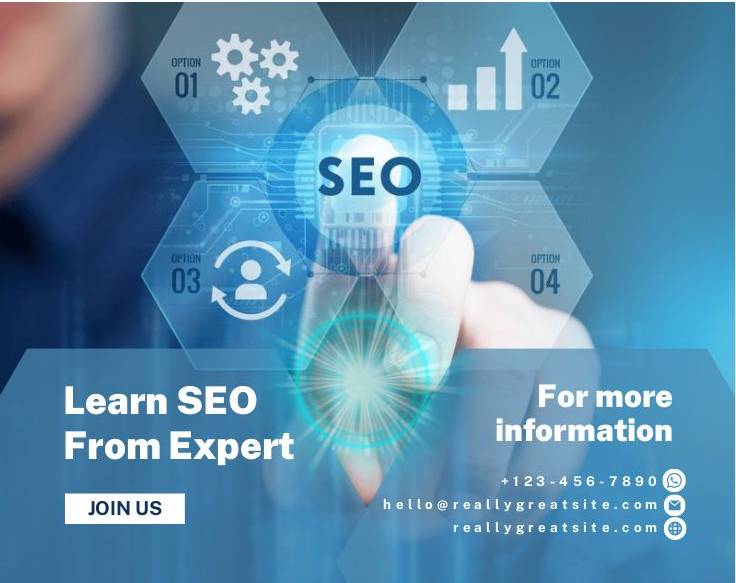 OPTION
01
OPTION
02
SEO
OPTION
03
OPTION
04
Learn SEO
From Expert
JOIN US
For more
information
+123-456-7890
hello@reallygreatsite.com
reallygreatsite.com